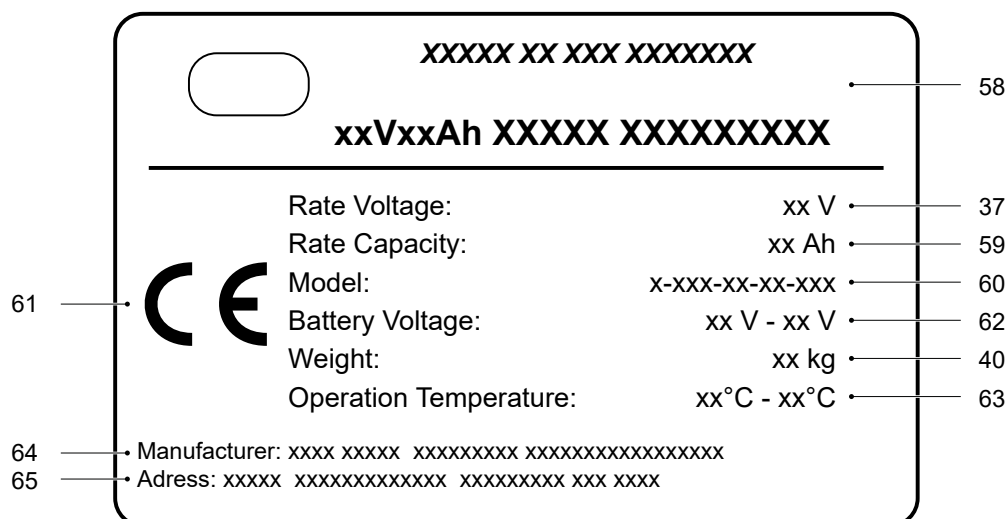 XXXXX XX XXX XXXXXXX
58
xxVxxAh XXXXX XXXXXXXXX
Rate Voltage: xx V 37
Rate Capacity: xx Ah 59
Model: x-xxx-xx-xx-xxx 60
61 CE
Battery Voltage: xx V - xx V 62
Weight: xx kg 40
Operation Temperature: xx°C - xx°C 63
64 Manufacturer: xxxx xxxxx xxxxxxxxx xxxxxxxxxxxxxxxxx
65 Adress: xxxxx xxxxxxxxxxxxx xxxxxxxxx xxx xxxx